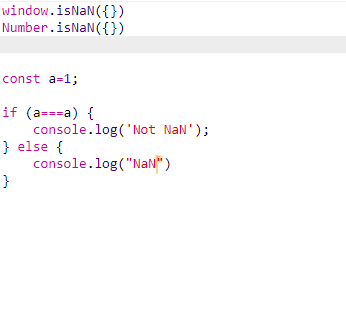 window.isNaN({})
Number.isNaN({})
const a=1;
if (a===a) {
    console.log('Not NaN');
} else {
    console.log("NaN")
}